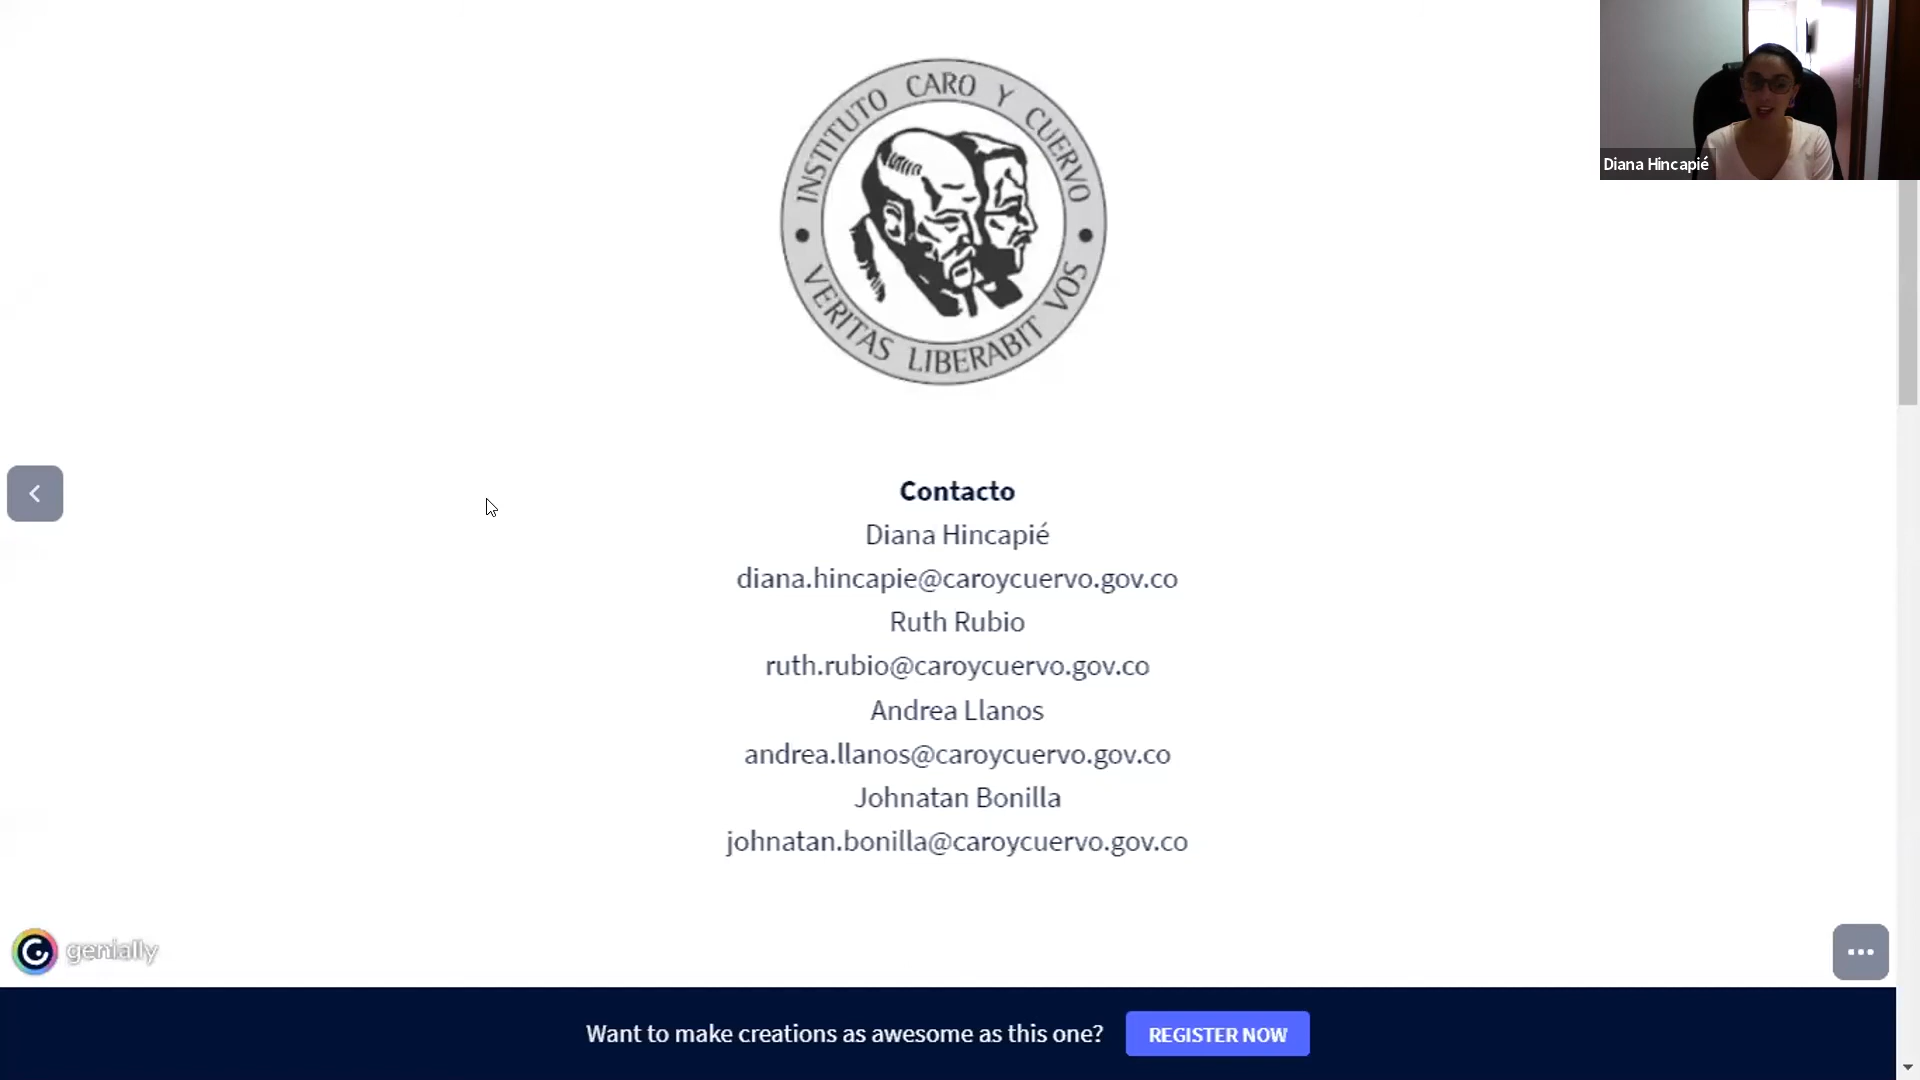 INSTITUTO CARO Y CUERVO
VERITAS LIBERABIT VOS
Diana Hincapié
Contacto
Diana Hincapié
diana.hincapie@caroycuervo.gov.co
Ruth Rubio
ruth.rubio@caroycuervo.gov.co
Andrea Llanos
andrea.llanos@caroycuervo.gov.co
Johnatan Bonilla
johnatan.bonilla@caroycuervo.gov.co
genially
Want to make creations as awesome as this one?
REGISTER NOW